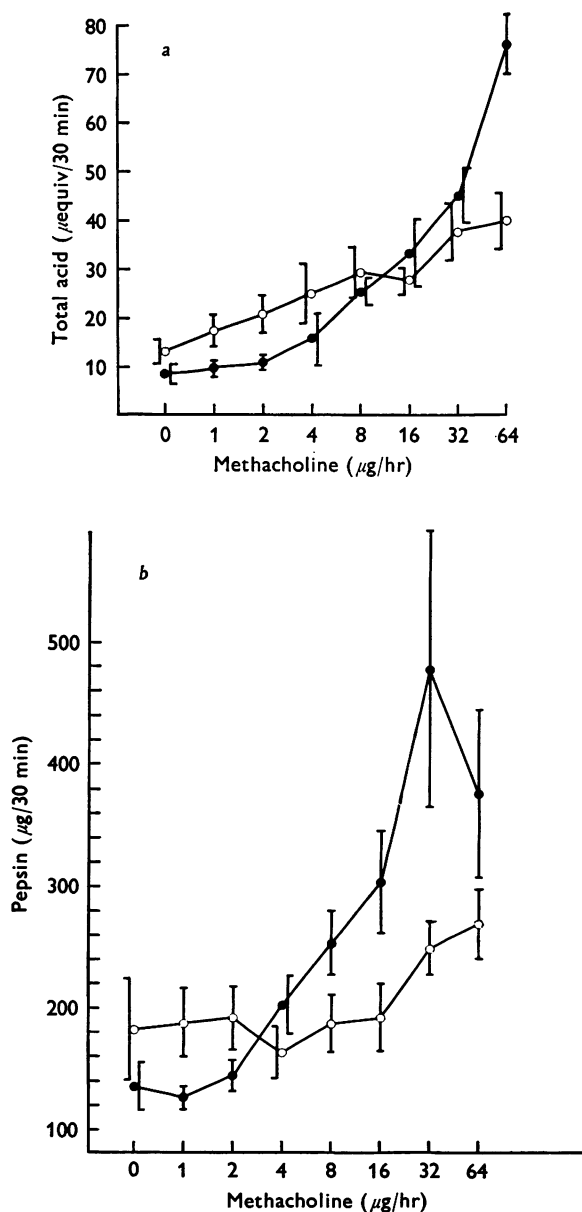 a
80
70
60
50
40
30
20
10
Total acid (μequiv/30 min)
0 1 2 4 8 16 32 64
Methacholine (μg/hr)
b
500
400
300
200
100
Pepsin (μg/30 min)
0 1 2 4 8 16 32 64
Methacholine (μg/hr)